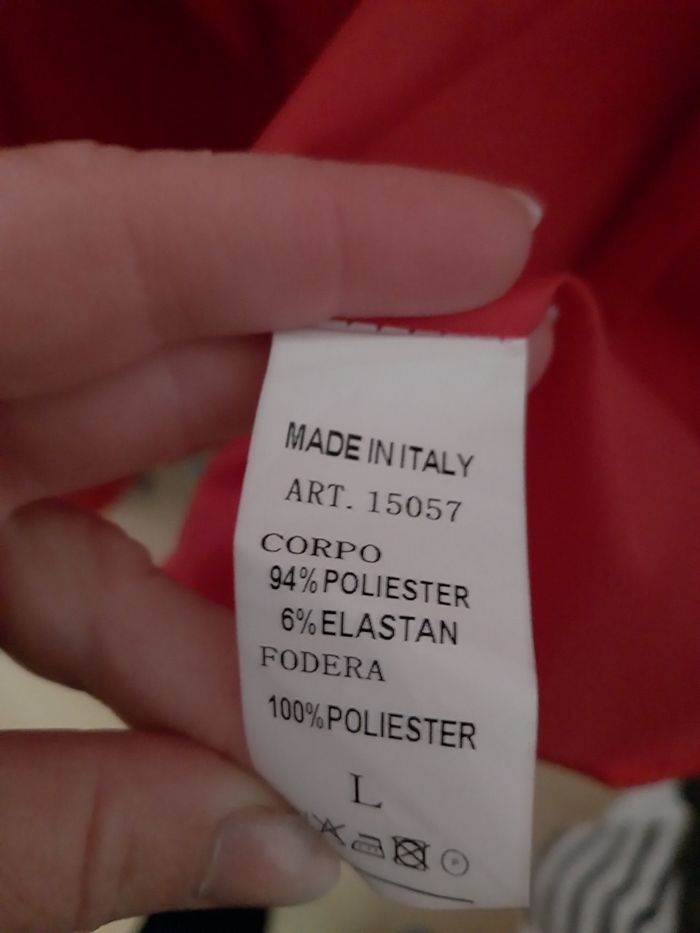 MADE IN ITALY
ART. 15057
CORPO
94% POLIESTER
6% ELASTAN
FODERA
100% POLIESTER
L
P